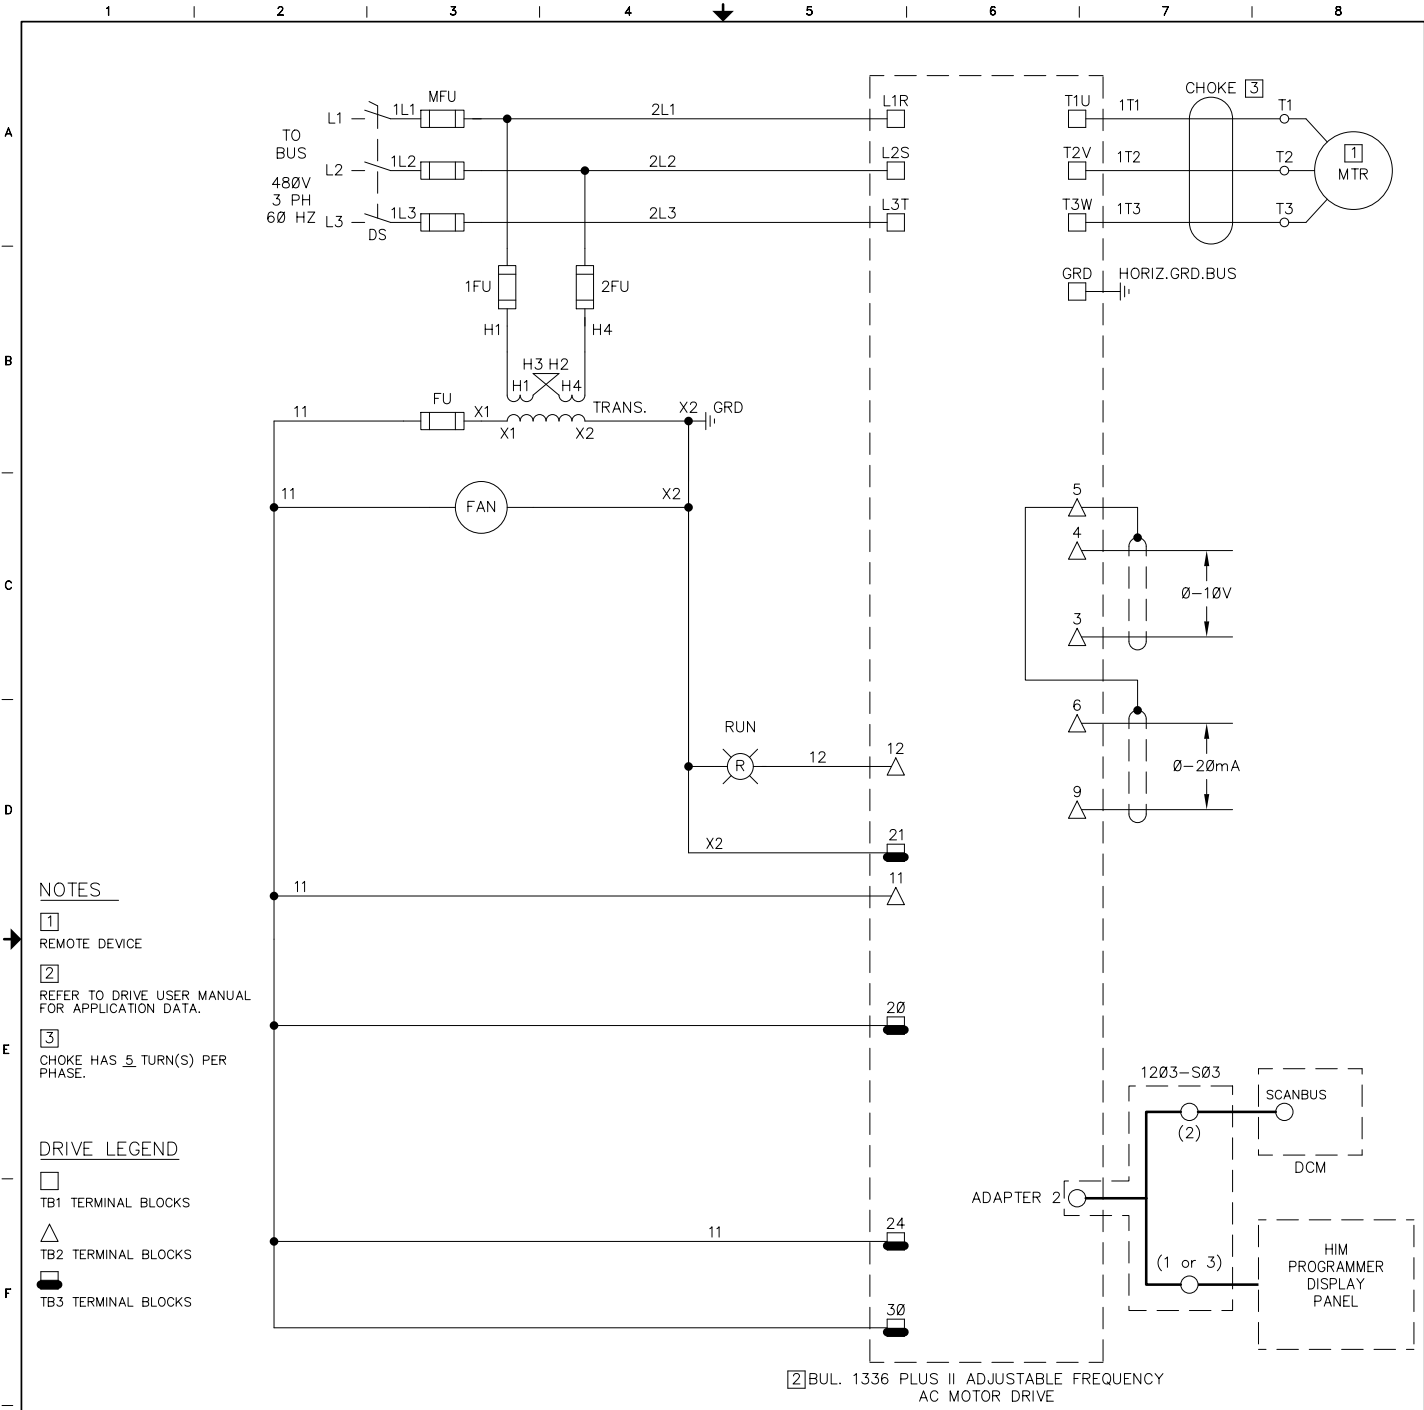 1 2 3 4 5 6 7 8
A
B
C
D
E
F
TO
BUS
480V
3 PH
60 HZ
L1 1L1 MFU 2L1 L1R
L2 1L2 2L2 L2S
L3 1L3 2L3 L3T
DS
T1U 1T1 CHOKE 3 T1
T2V 1T2 T2 1
MTR
T3W 1T3 T3
GRD HORIZ.GRD.BUS
1FU 2FU
H1 H4
H3 H2
H1 H4
11 FU X1 TRANS. X2 GRD
X1 X2
11 FAN X2
5
4
0-10V
3
6
0-20mA
9
RUN
R 12 12
X2 21
11 11
20
11 24
30
NOTES
1
REMOTE DEVICE
2
REFER TO DRIVE USER MANUAL
FOR APPLICATION DATA.
3
CHOKE HAS 5 TURN(S) PER
PHASE.
DRIVE LEGEND
TB1 TERMINAL BLOCKS
TB2 TERMINAL BLOCKS
TB3 TERMINAL BLOCKS
1203-S03
SCANBUS
(2)
DCM
ADAPTER 2
(1 or 3)
HIM
PROGRAMMER
DISPLAY
PANEL
2 BUL. 1336 PLUS II ADJUSTABLE FREQUENCY
AC MOTOR DRIVE